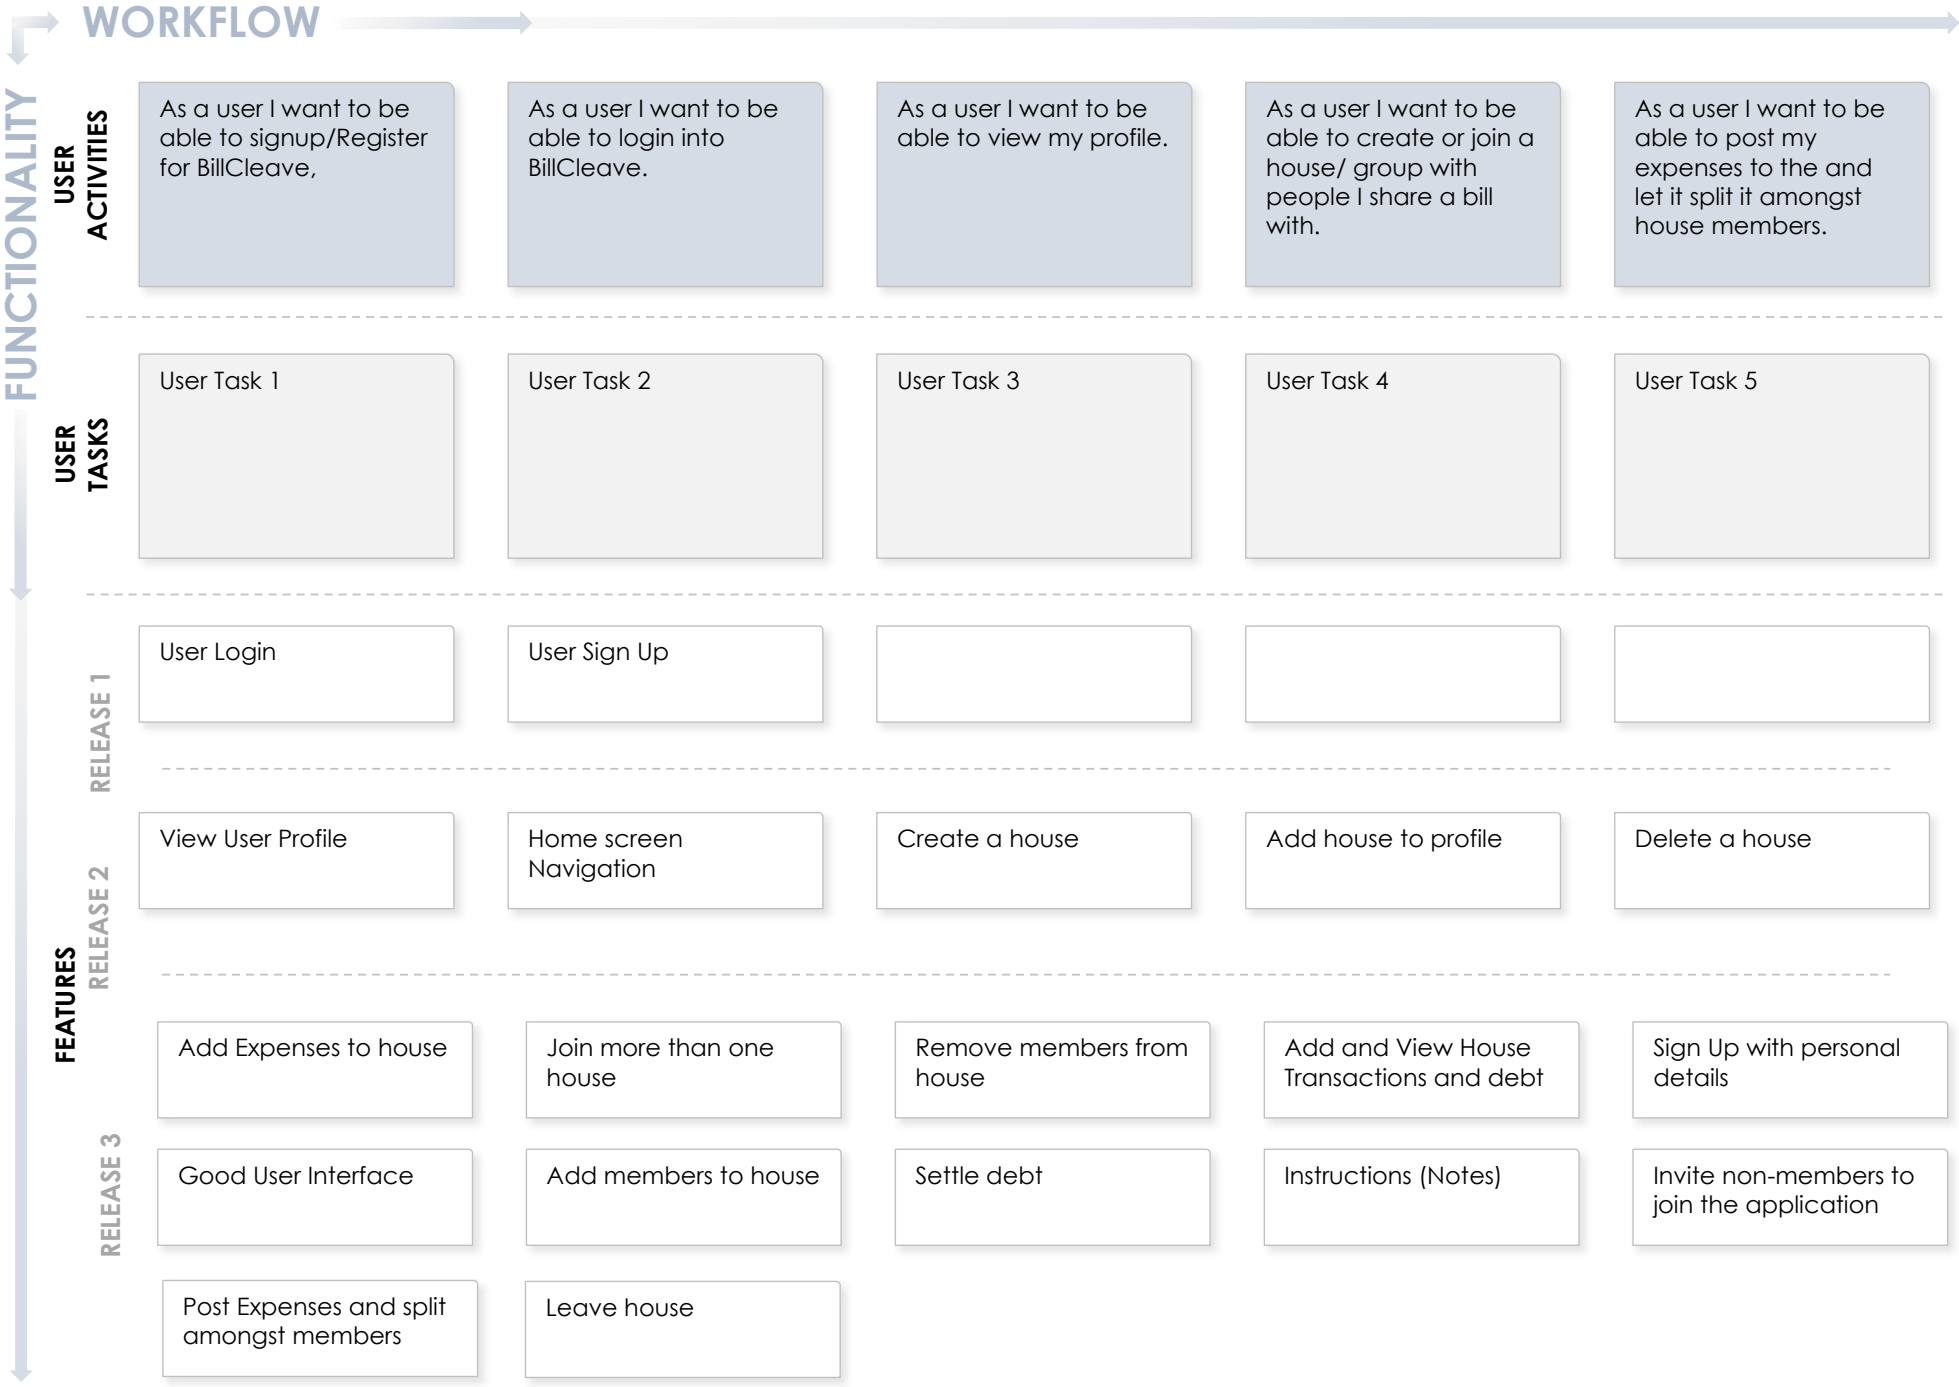 WORKFLOW
FUNCTIONALITY
USER
ACTIVITIES
As a user I want to be
able to signup/Register
for BillCleave,
As a user I want to be
able to login into
BillCleave.
As a user I want to be
able to view my profile.
As a user I want to be
able to create or join a
house/ group with
people I share a bill
with.
As a user I want to be
able to post my
expenses to the and
let it split it amongst
house members.
USER
TASKS
User Task 1
User Task 2
User Task 3
User Task 4
User Task 5
FEATURES
RELEASE 1
User Login
User Sign Up
RELEASE 2
View User Profile
Home screen
Navigation
Create a house
Add house to profile
Delete a house
RELEASE 3
Add Expenses to house
Join more than one
house
Remove members from
house
Add and View House
Transactions and debt
Sign Up with personal
details
Good User Interface
Add members to house
Settle debt
Instructions (Notes)
Invite non-members to
join the application
Post Expenses and split
amongst members
Leave house